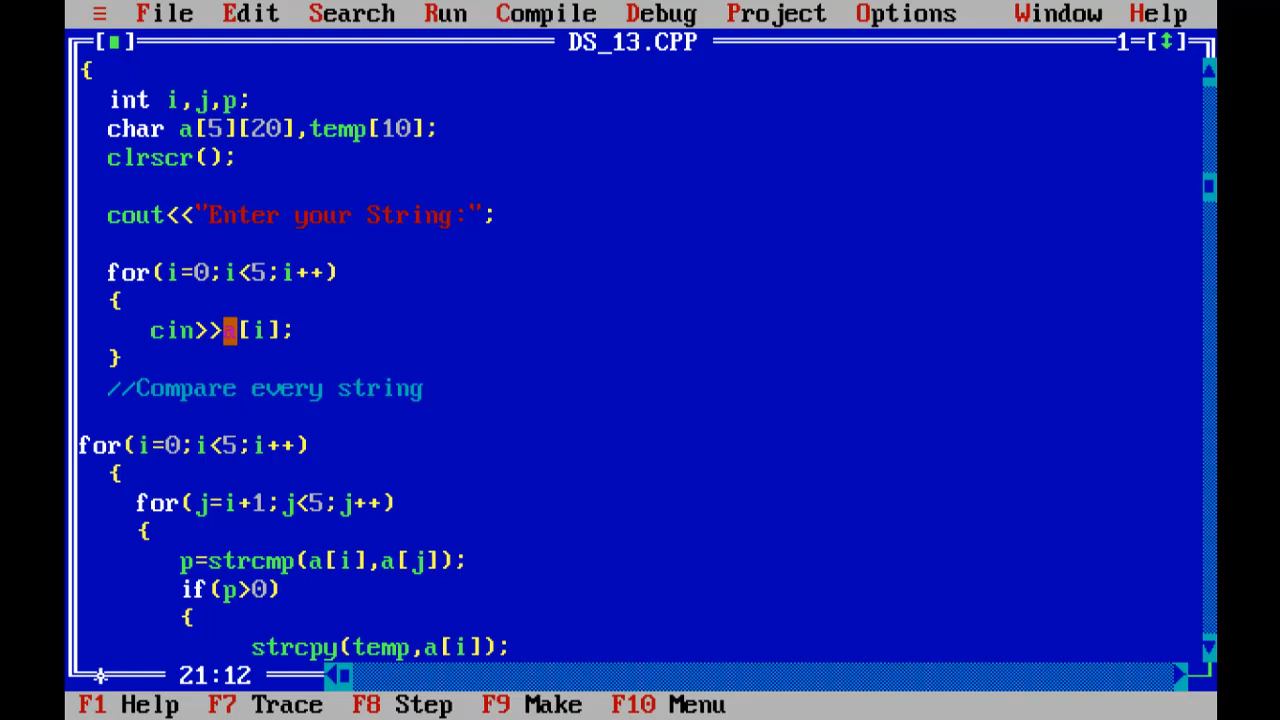 ≡ File Edit Search Run Compile Debug Project Options Window Help
[■] DS_13.CPP 1=[↕]
{
int i,j,p;
char a[5][20],temp[10];
clrscr();
cout<<"Enter your String:";
for(i=0;i<5;i++)
{
cin>>a[i];
}
//Compare every string
for(i=0;i<5;i++)
{
for(j=i+1;j<5;j++)
{
p=strcmp(a[i],a[j]);
if(p>0)
{
strcpy(temp,a[i]);
21:12
F1 Help F7 Trace F8 Step F9 Make F10 Menu